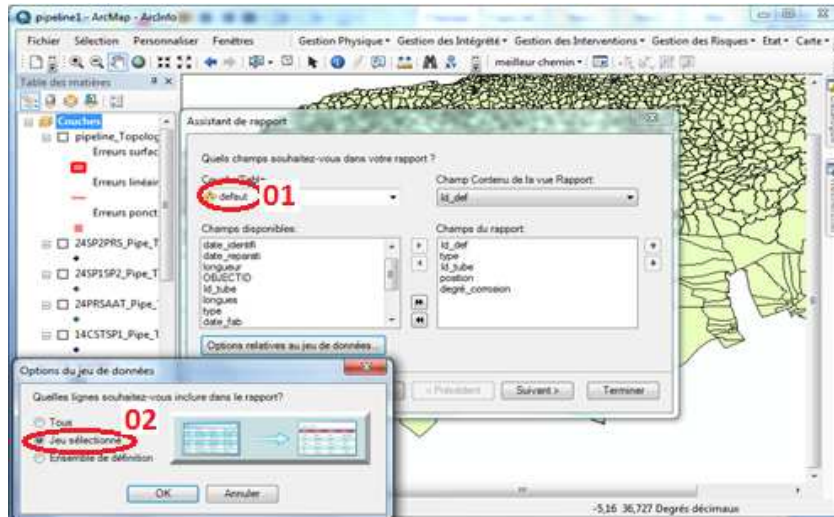 pipeline1 - ArcMap - ArcInfo
Fichier Sélection Personnaliser Fenêtres Gestion Physique Gestion des Intégrité Gestion des Interventions Gestion des Risques Etat Carte
meilleur chemin
Table des matières
Couches
pipeline_Topolog
Erreurs surfac
Erreurs linéair
Erreurs ponct
24SP2PRS_Pipe_T
24SP1SP2_Pipe_T
24PRSAAT_Pipe_
14CSTSP1_Pipe_T
Assistant de rapport
Quels champs souhaitez-vous dans votre rapport ?
Champ Contenu de la vue Rapport:
defaut
01
Id_def
Champs disponibles:
date_identifi
date_reparati
longueur
OBJECTID
Id_tube
longues
type
date_fab
Champs du rapport:
Id_def
type
Id_tube
position
degré_corrosion
Options relatives au jeu de données...
< Précédent
Suivant >
Terminer
Options du jeu de données
Quelles lignes souhaitez-vous inclure dans le rapport?
Tous
02
Jeu sélectionné
Ensemble de définition
OK
Annuler
-5,16 36,727 Degrés décimaux